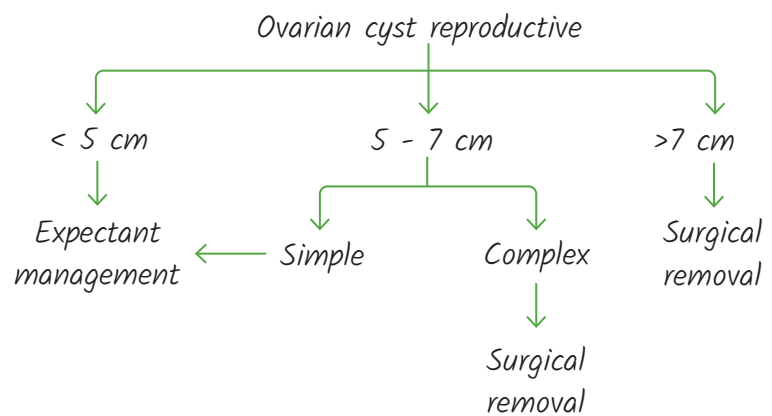 Ovarian cyst reproductive
< 5 cm
5 - 7 cm
>7 cm
Expectant
management
Simple
Complex
Surgical
removal
Surgical
removal